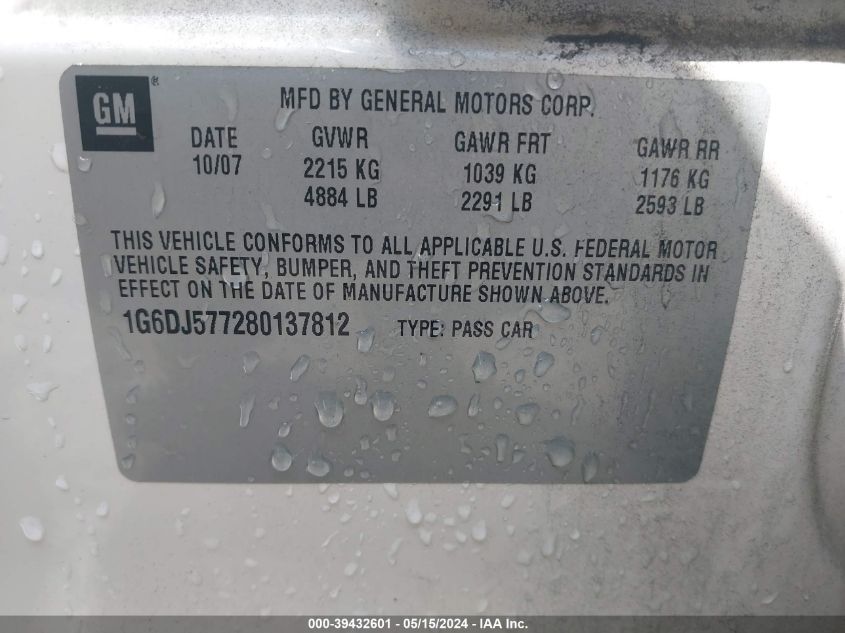 GM®
MFD BY GENERAL MOTORS CORP.
DATE GVWR GAWR FRT GAWR RR
10/07 2215 KG 1039 KG 1176 KG
4884 LB 2291 LB 2593 LB
THIS VEHICLE CONFORMS TO ALL APPLICABLE U.S. FEDERAL MOTOR
VEHICLE SAFETY, BUMPER, AND THEFT PREVENTION STANDARDS IN
EFFECT ON THE DATE OF MANUFACTURE SHOWN ABOVE.
1G6DJ577280137812 TYPE: PASS CAR
000-39432601 - 05/15/2024 - IAA Inc.